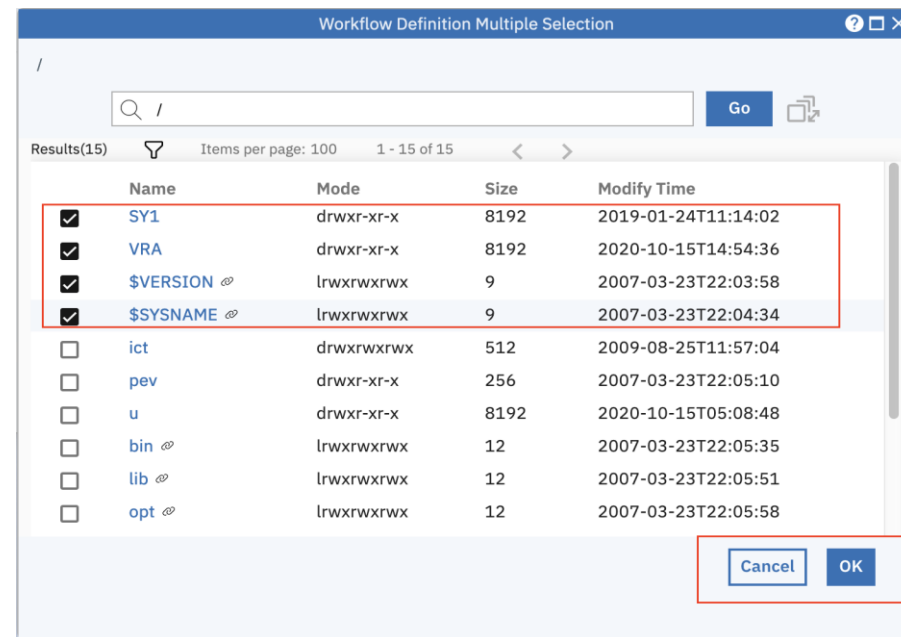 Workflow Definition Multiple Selection
/
/ Go
Results(15) Items per page: 100 1 - 15 of 15
Name Mode Size Modify Time
SY1 drwxr-xr-x 8192 2019-01-24T11:14:02
VRA drwxr-xr-x 8192 2020-10-15T14:54:36
$VERSION lrwxrwxrwx 9 2007-03-23T22:03:58
$SYSNAME lrwxrwxrwx 9 2007-03-23T22:04:34
ict drwxrwxrwx 512 2009-08-25T11:57:04
pev drwxr-xr-x 256 2007-03-23T22:05:10
u drwxr-xr-x 8192 2020-10-15T05:08:48
bin lrwxrwxrwx 12 2007-03-23T22:05:35
lib lrwxrwxrwx 12 2007-03-23T22:05:51
opt lrwxrwxrwx 12 2007-03-23T22:05:58
Cancel OK